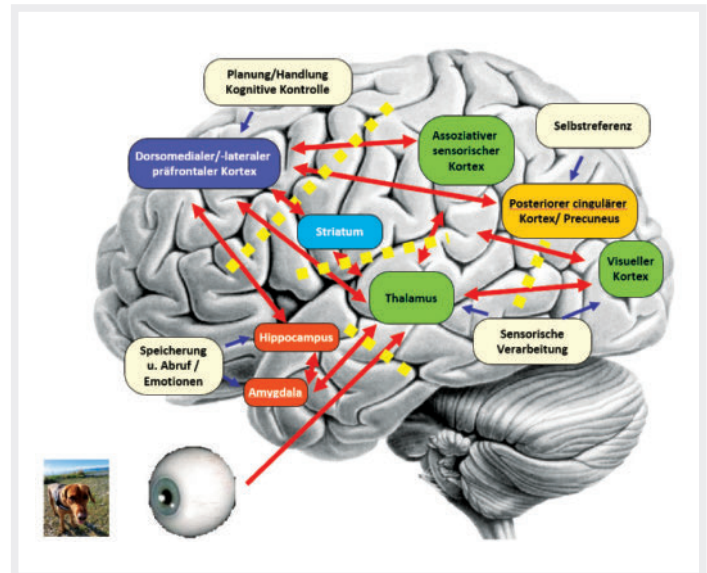 Planung/Handlung
Kognitive Kontrolle
Dorsomedialer/-lateraler
präfrontaler Kortex
Assoziativer
sensorischer
Kortex
Selbstreferenz
Posteriorer cingulärer
Kortex/ Precuneus
Striatum
Visueller
Kortex
Thalamus
Hippocampus
Speicherung
u. Abruf /
Emotionen
Amygdala
Sensorische
Verarbeitung